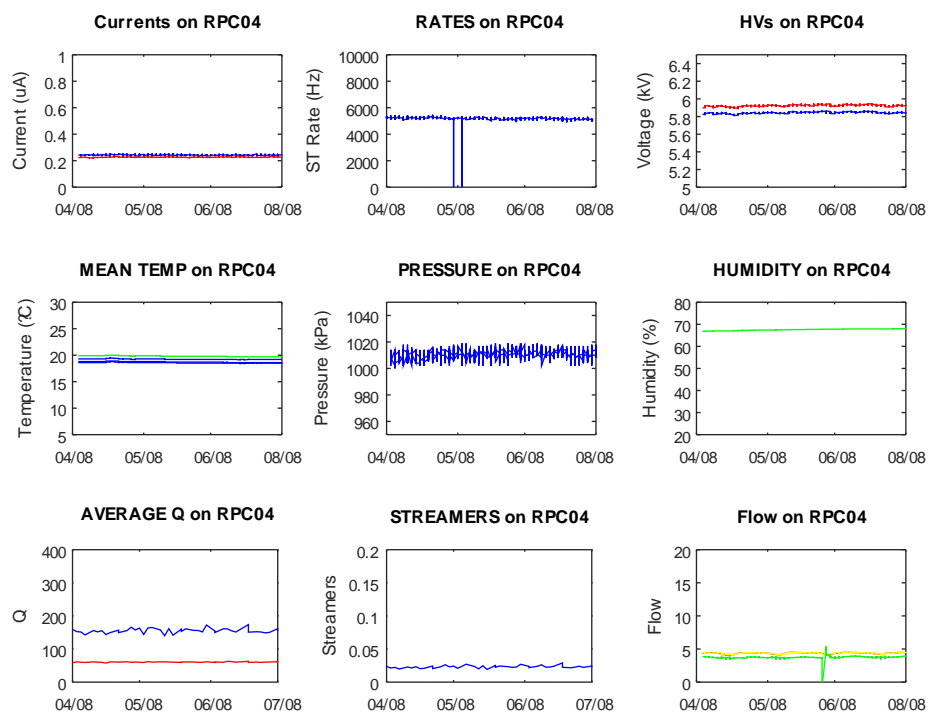 Currents on RPC04
RATES on RPC04
HVs on RPC04
Current (uA)
1
0.8
0.6
0.4
0.2
0
04/08 05/08 06/08 08/08
ST Rate (Hz)
10000
8000
6000
4000
2000
0
04/08 05/08 06/08 08/08
Voltage (kV)
6.4
6.2
6
5.8
5.6
5.4
5.2
5
04/08 05/08 06/08 08/08
MEAN TEMP on RPC04
PRESSURE on RPC04
HUMIDITY on RPC04
Temperature (?C)
30
25
20
15
10
5
04/08 05/08 06/08 08/08
Pressure (kPa)
1040
1020
1000
980
960
04/08 05/08 06/08 08/08
Humidity (%)
80
70
60
50
40
30
20
04/08 05/08 06/08 08/08
AVERAGE Q on RPC04
STREAMERS on RPC04
Flow on RPC04
Q
400
300
200
100
0
04/08 05/08 06/08 07/08
Streamers
0.2
0.15
0.1
0.05
0
04/08 05/08 06/08 07/08
Flow
20
15
10
5
0
04/08 05/08 06/08 08/08